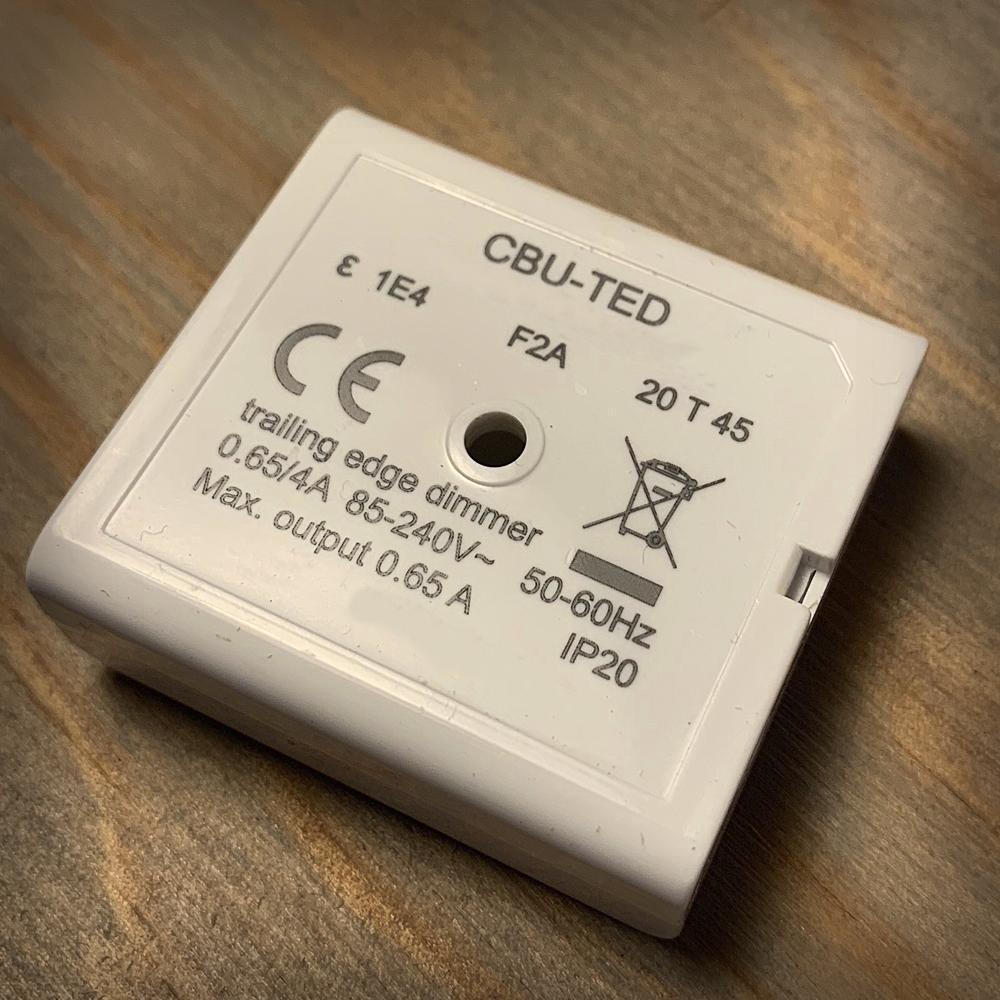 CBU-TED
ε 1E4
F2A
20 T 45
CE
trailing edge dimmer
0.65/4A 85-240V~ 50-60Hz
Max. output 0.65 A IP20